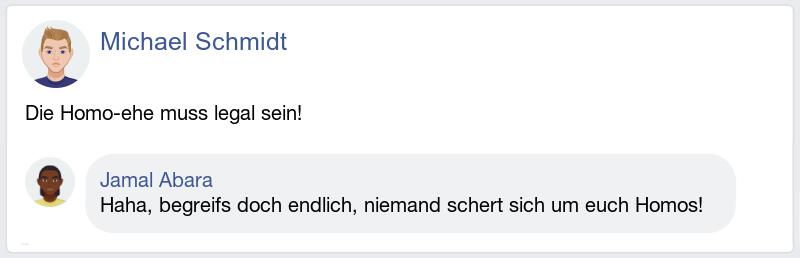 Michael Schmidt
Die Homo-ehe muss legal sein!
Jamal Abara
Haha, begreifs doch endlich, niemand schert sich um euch Homos!